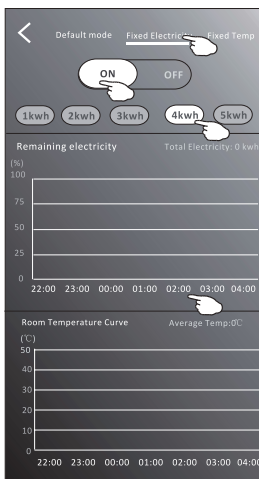 Default mode Fixed Electricity Fixed Temp
ON OFF
1kwh 2kwh 3kwh 4kwh 5kwh
Remaining electricity Total Electricity: 0 kwh
(%)
100
75
50
25
0
22:00 23:00 00:00 01:00 02:00 03:00 04:00
Room Temperature Curve Average Temp:0℃
(℃)
50
40
30
20
10
0
22:00 23:00 00:00 01:00 02:00 03:00 04:00